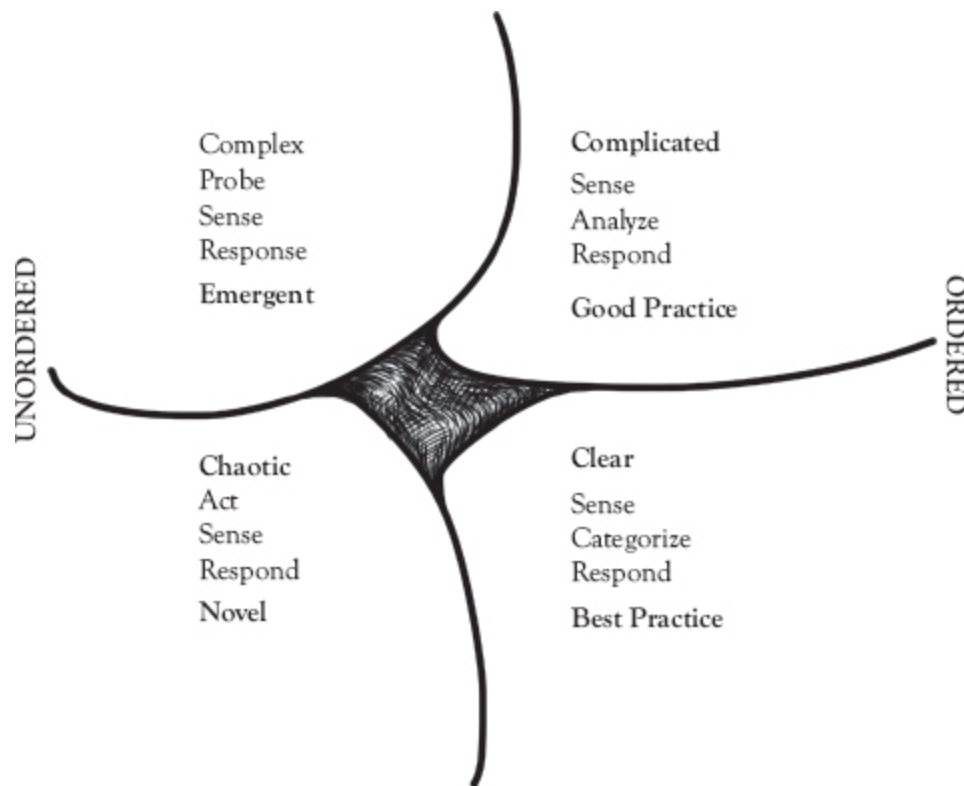 Complex
Probe
Sense
Response
Emergent
Complicated
Sense
Analyze
Respond
Good Practice
UNORDERED
ORDERED
Chaotic
Act
Sense
Respond
Novel
Clear
Sense
Categorize
Respond
Best Practice